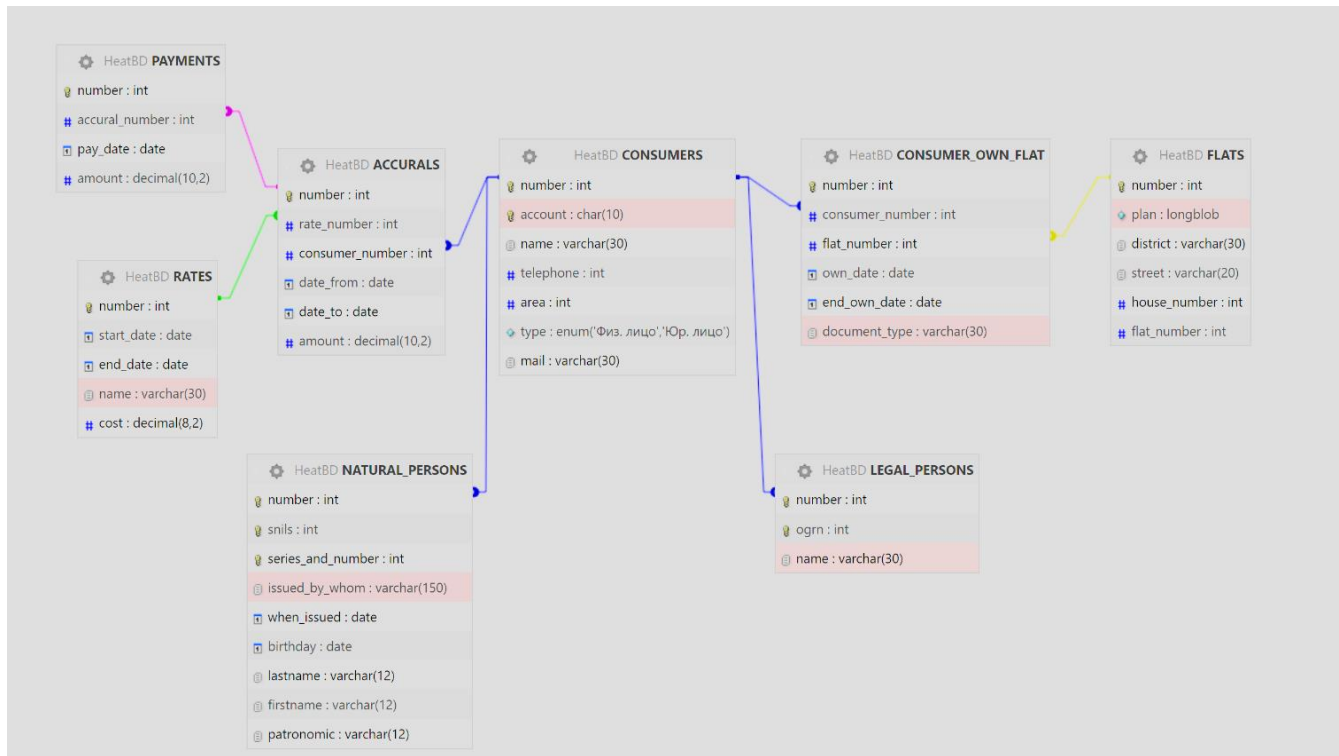 HeatBD PAYMENTS
number : int
accural_number : int
pay_date : date
amount : decimal(10,2)
HeatBD RATES
number : int
start_date : date
end_date : date
name : varchar(30)
cost : decimal(8,2)
HeatBD ACCURALS
number : int
rate_number : int
consumer_number : int
date_from : date
date_to : date
amount : decimal(10,2)
HeatBD CONSUMERS
number : int
account : char(10)
name : varchar(30)
telephone : int
area : int
type : enum('Физ. лицо','Юр. лицо')
mail : varchar(30)
HeatBD CONSUMER_OWN_FLAT
number : int
consumer_number : int
flat_number : int
own_date : date
end_own_date : date
document_type : varchar(30)
HeatBD FLATS
number : int
plan : longblob
district : varchar(30)
street : varchar(20)
house_number : int
flat_number : int
HeatBD NATURAL_PERSONS
number : int
snils : int
series_and_number : int
issued_by_whom : varchar(150)
when_issued : date
birthday : date
lastname : varchar(12)
firstname : varchar(12)
patronomic : varchar(12)
HeatBD LEGAL_PERSONS
number : int
ogrn : int
name : varchar(30)